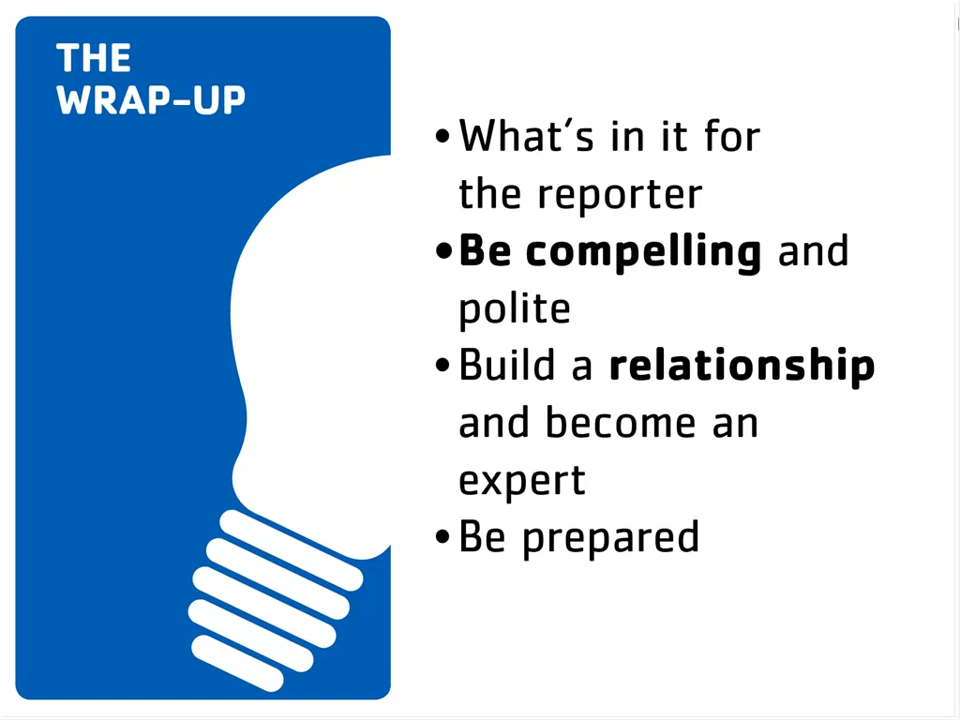 THE
WRAP-UP
•What's in it for
the reporter
•Be compelling and
polite
•Build a relationship
and become an
expert
•Be prepared